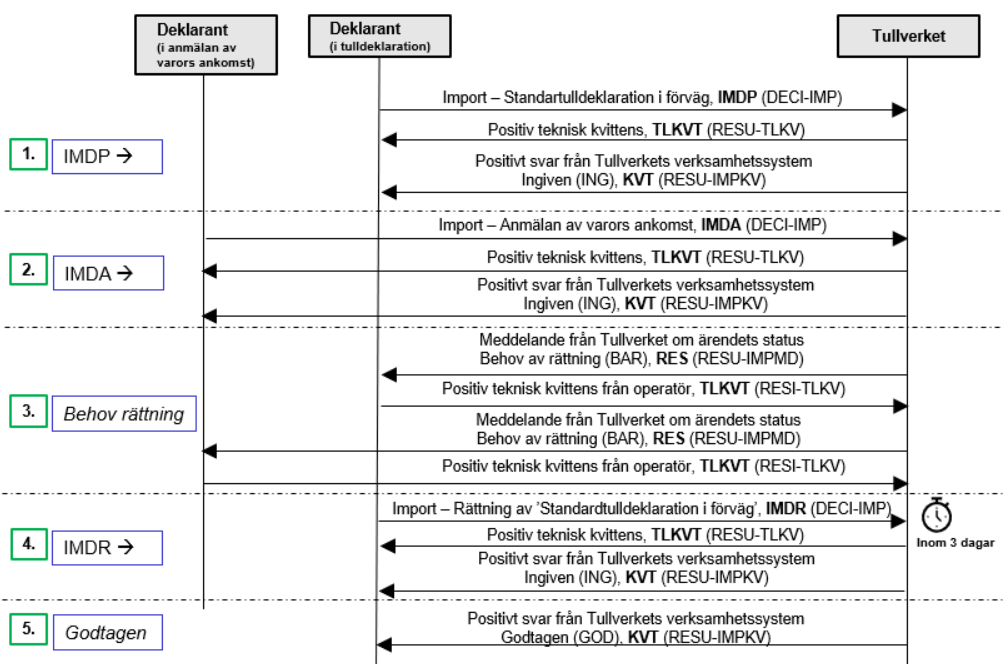 Deklarant
(i anmälan av
varors ankomst)
Deklarant
(i tulldeklaration)
Tullverket
1.
IMDP →
Import – Standartulldeklaration i förväg, IMDP (DECI-IMP)
Positiv teknisk kvittens, TLKVT (RESU-TLKV)
Positivt svar från Tullverkets verksamhetssystem
Ingiven (ING), KVT (RESU-IMPKV)
2.
IMDA →
Import – Anmälan av varors ankomst, IMDA (DECI-IMP)
Positiv teknisk kvittens, TLKVT (RESU-TLKV)
Positivt svar från Tullverkets verksamhetssystem
Ingiven (ING), KVT (RESU-IMPKV)
3.
Behov rättning
Meddelande från Tullverket om ärendets status
Behov av rättning (BAR), RES (RESU-IMPMD)
Positiv teknisk kvittens från operatör, TLKVT (RESI-TLKV)
Meddelande från Tullverket om ärendets status
Behov av rättning (BAR), RES (RESU-IMPMD)
Positiv teknisk kvittens från operatör, TLKVT (RESI-TLKV)
4.
IMDR →
Import – Rättning av ’Standardtulldeklaration i förväg’, IMDR (DECI-IMP)
Positiv teknisk kvittens, TLKVT (RESU-TLKV)
Positivt svar från Tullverkets verksamhetssystem
Ingiven (ING), KVT (RESU-IMPKV)
Inom 3 dagar
5.
Godtagen
Positivt svar från Tullverkets verksamhetssystem
Godtagen (GOD), KVT (RESU-IMPKV)